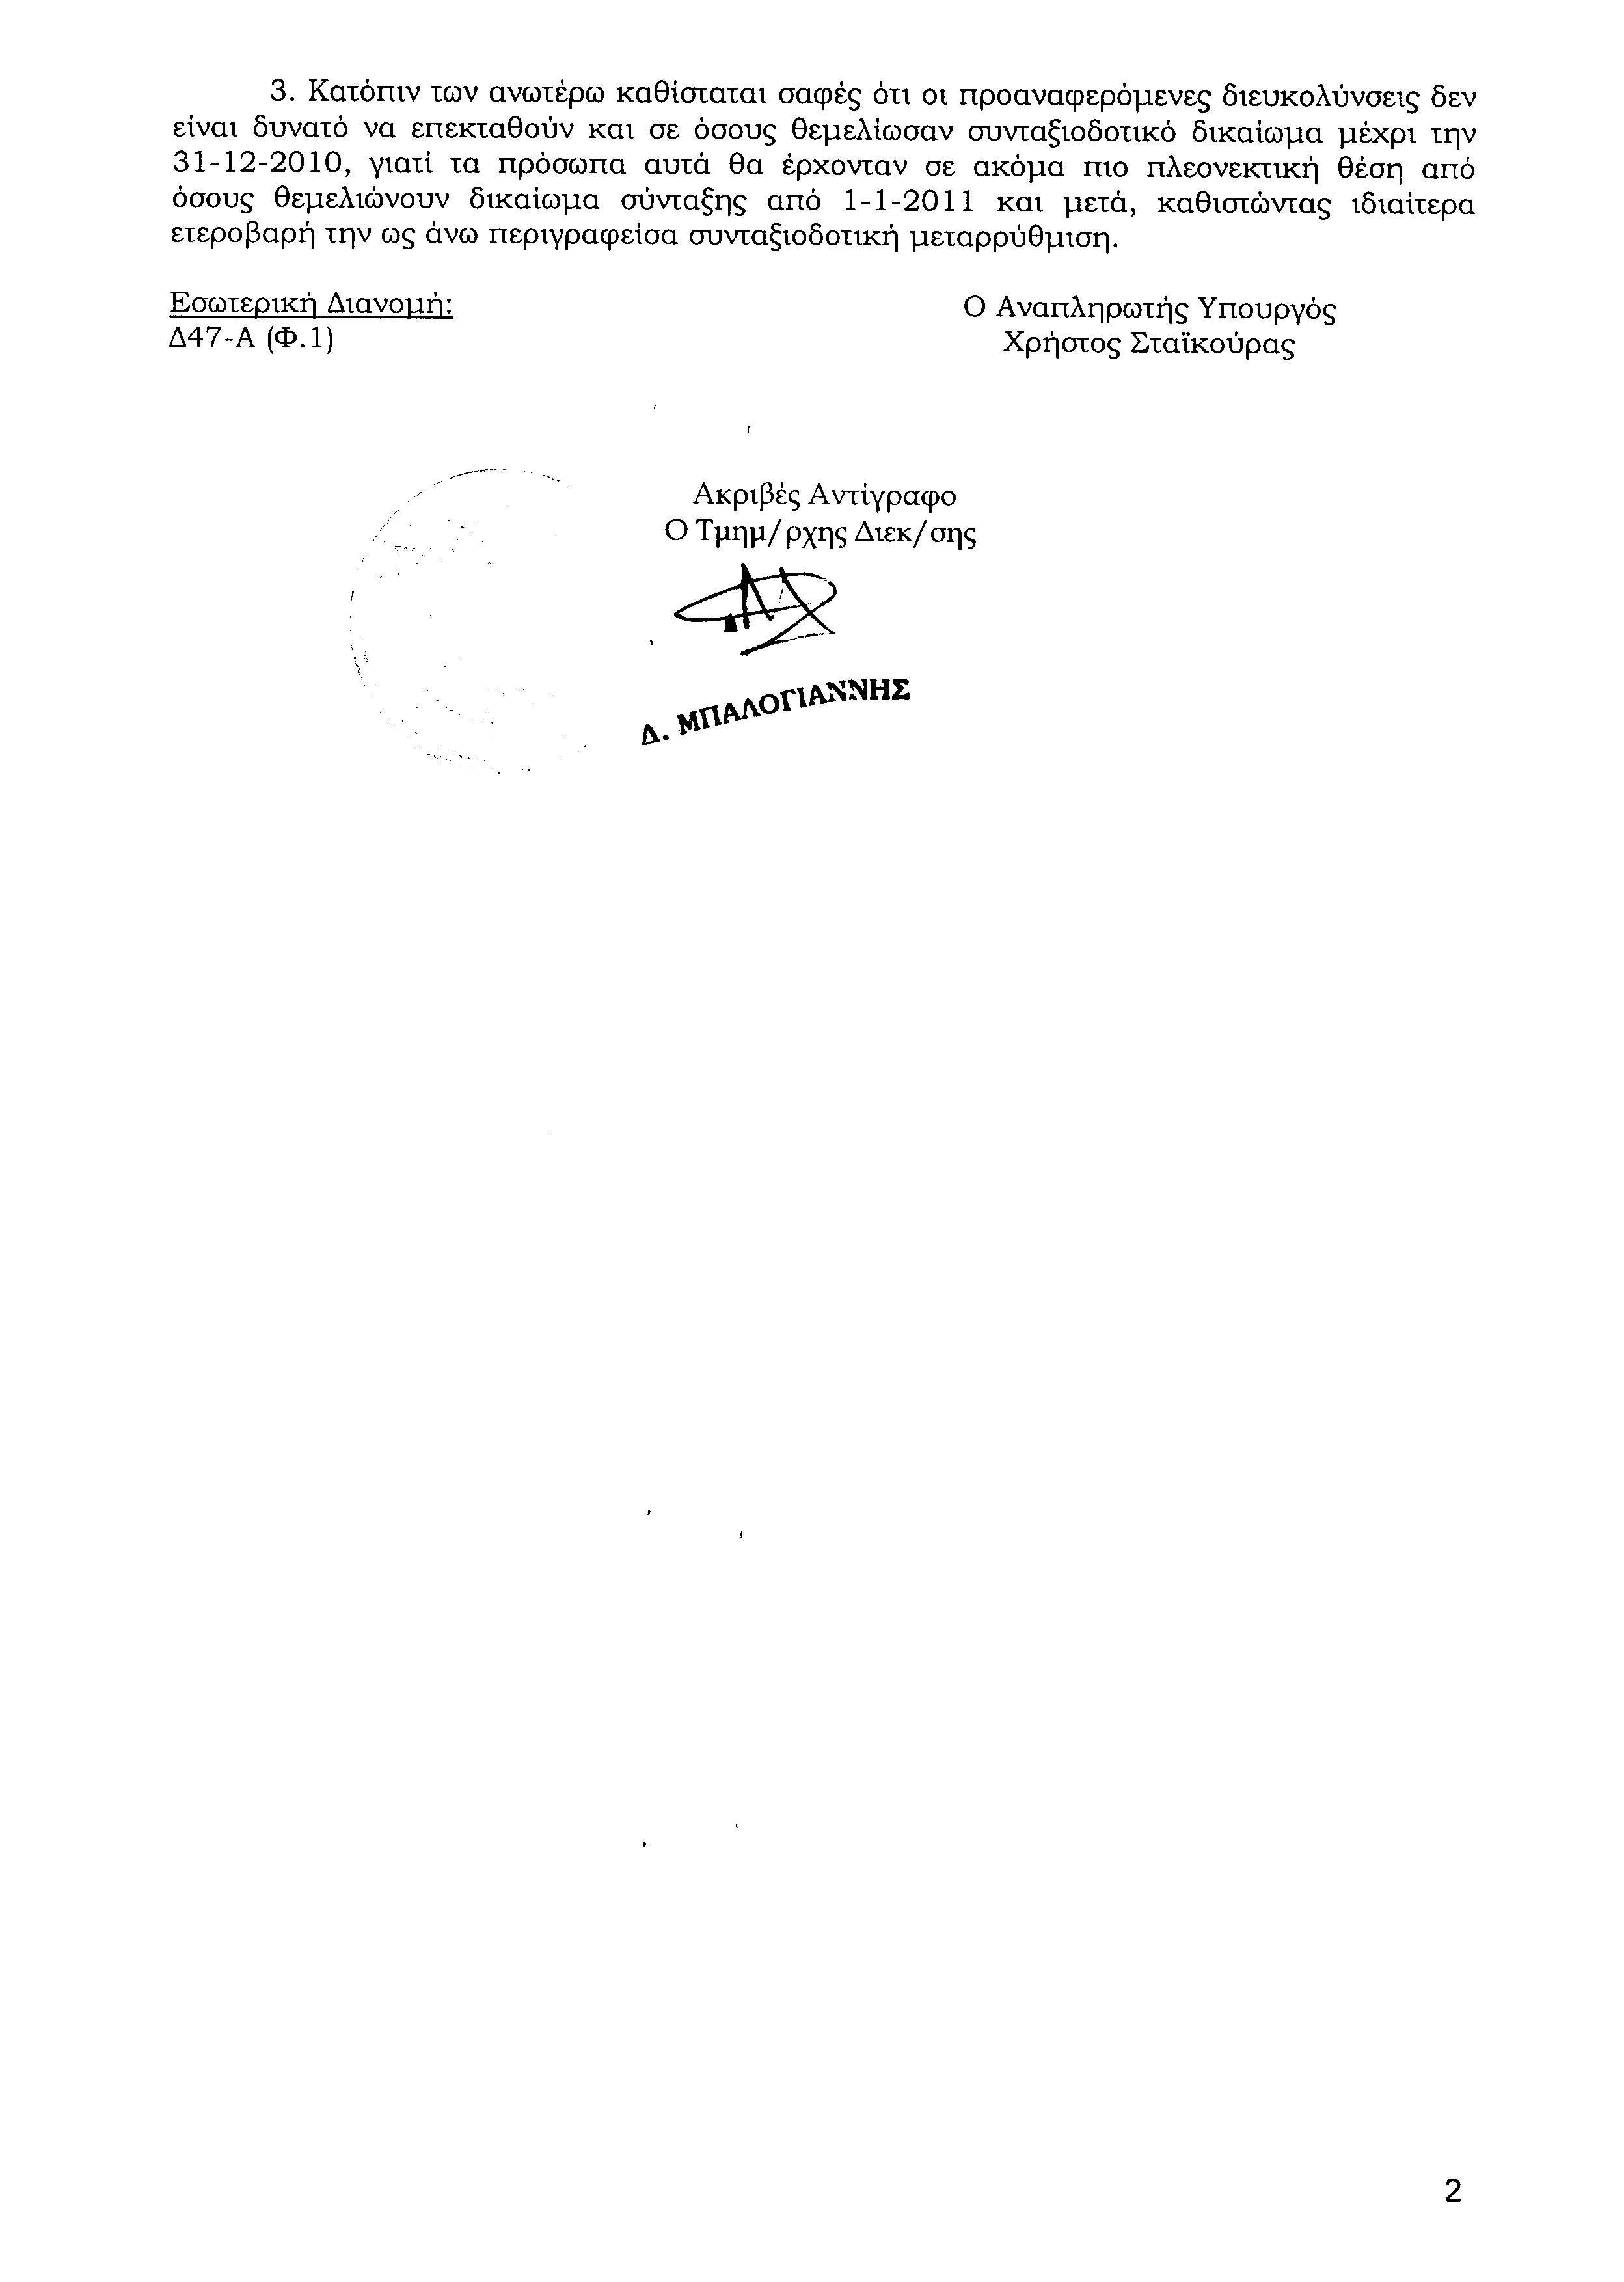 3. Κατόπιν των ανωτέρω καθίσταται σαφές ότι οι προαναφερόμενες διευκολύνσεις δεν
είναι δυνατό να επεκταθούν και σε όσους θεμελίωσαν συνταξιοδοτικό δικαίωμα μέχρι την
31-12-2010, γιατί τα πρόσωπα αυτά θα έρχονταν σε ακόμα πιο πλεονεκτική θέση από
όσους θεμελιώνουν δικαίωμα σύνταξης από 1-1-2011 και μετά, καθιστώντας ιδιαίτερα
ετεροβαρή την ως άνω περιγραφείσα συνταξιοδοτική μεταρρύθμιση.
Εσωτερική Διανομή:
Δ47-Α (Φ.1)
Ο Αναπληρωτής Υπουργός
Χρήστος Σταϊκούρας
Ακριβές Αντίγραφο
Ο Τμημ/ρχης Διεκ/σης
Δ. ΜΠΑΛΟΓΙΑΝΝΗΣ
2